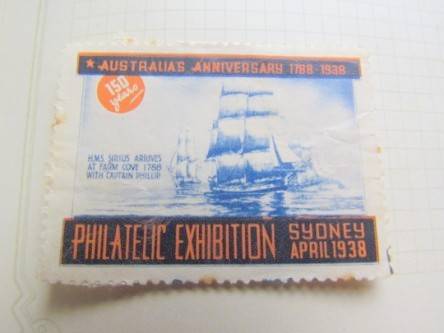 ★ AUSTRALIA'S ANNIVERSARY 1788-1938
150
years
H.M.S. SIRIUS ARRIVES
AT FARM COVE 1788
WITH CAPTAIN PHILLIP.
PHILATELIC EXHIBITION SYDNEY
APRIL 1938